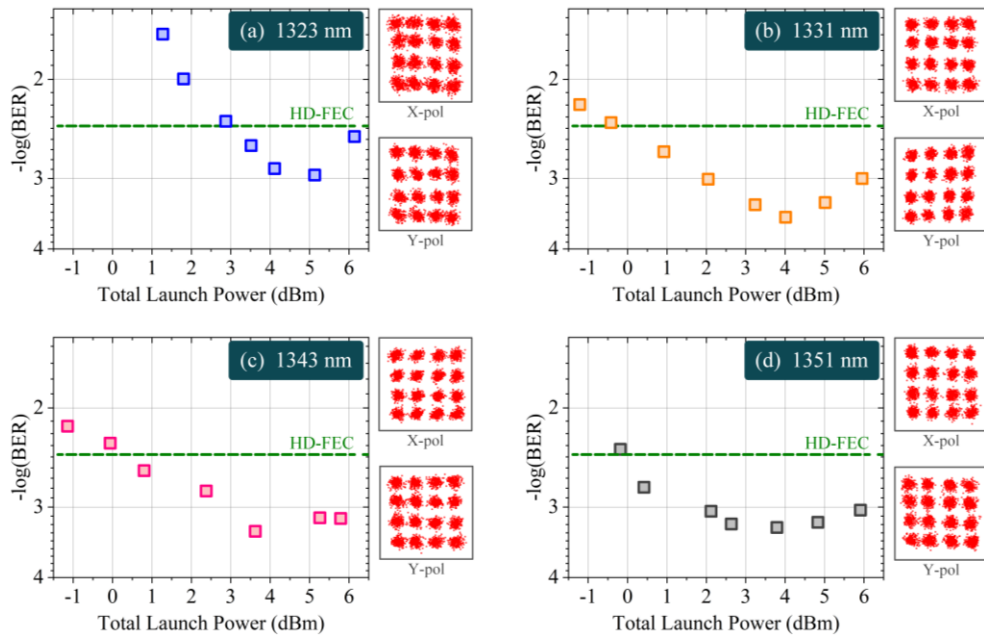 (a) 1323 nm
2
HD-FEC
3
4
-log(BER)
-1 0 1 2 3 4 5 6
Total Launch Power (dBm)
X-pol
Y-pol
(b) 1331 nm
2
HD-FEC
3
4
-log(BER)
-1 0 1 2 3 4 5 6
Total Launch Power (dBm)
X-pol
Y-pol
(c) 1343 nm
2
HD-FEC
3
4
-log(BER)
-1 0 1 2 3 4 5 6
Total Launch Power (dBm)
X-pol
Y-pol
(d) 1351 nm
2
HD-FEC
3
4
-log(BER)
-1 0 1 2 3 4 5 6
Total Launch Power (dBm)
X-pol
Y-pol